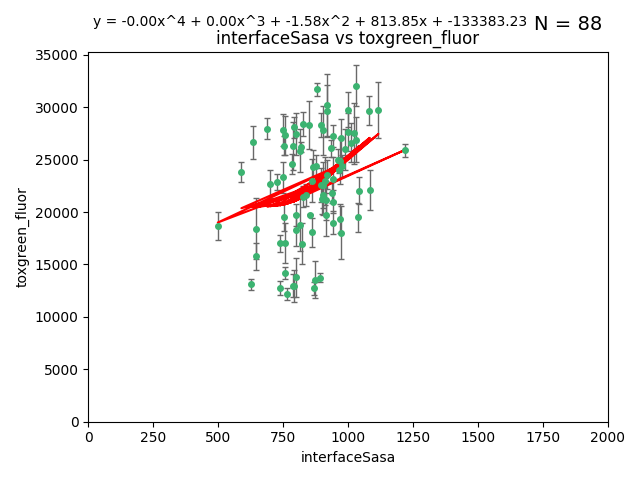 y = -0.00x^4 + 0.00x^3 + -1.58x^2 + 813.85x + -133383.23 N = 88
interfaceSasa vs toxgreen_fluor
35000
30000
25000
20000
15000
10000
5000
0
toxgreen_fluor
0 250 500 750 1000 1250 1500 1750 2000
interfaceSasa